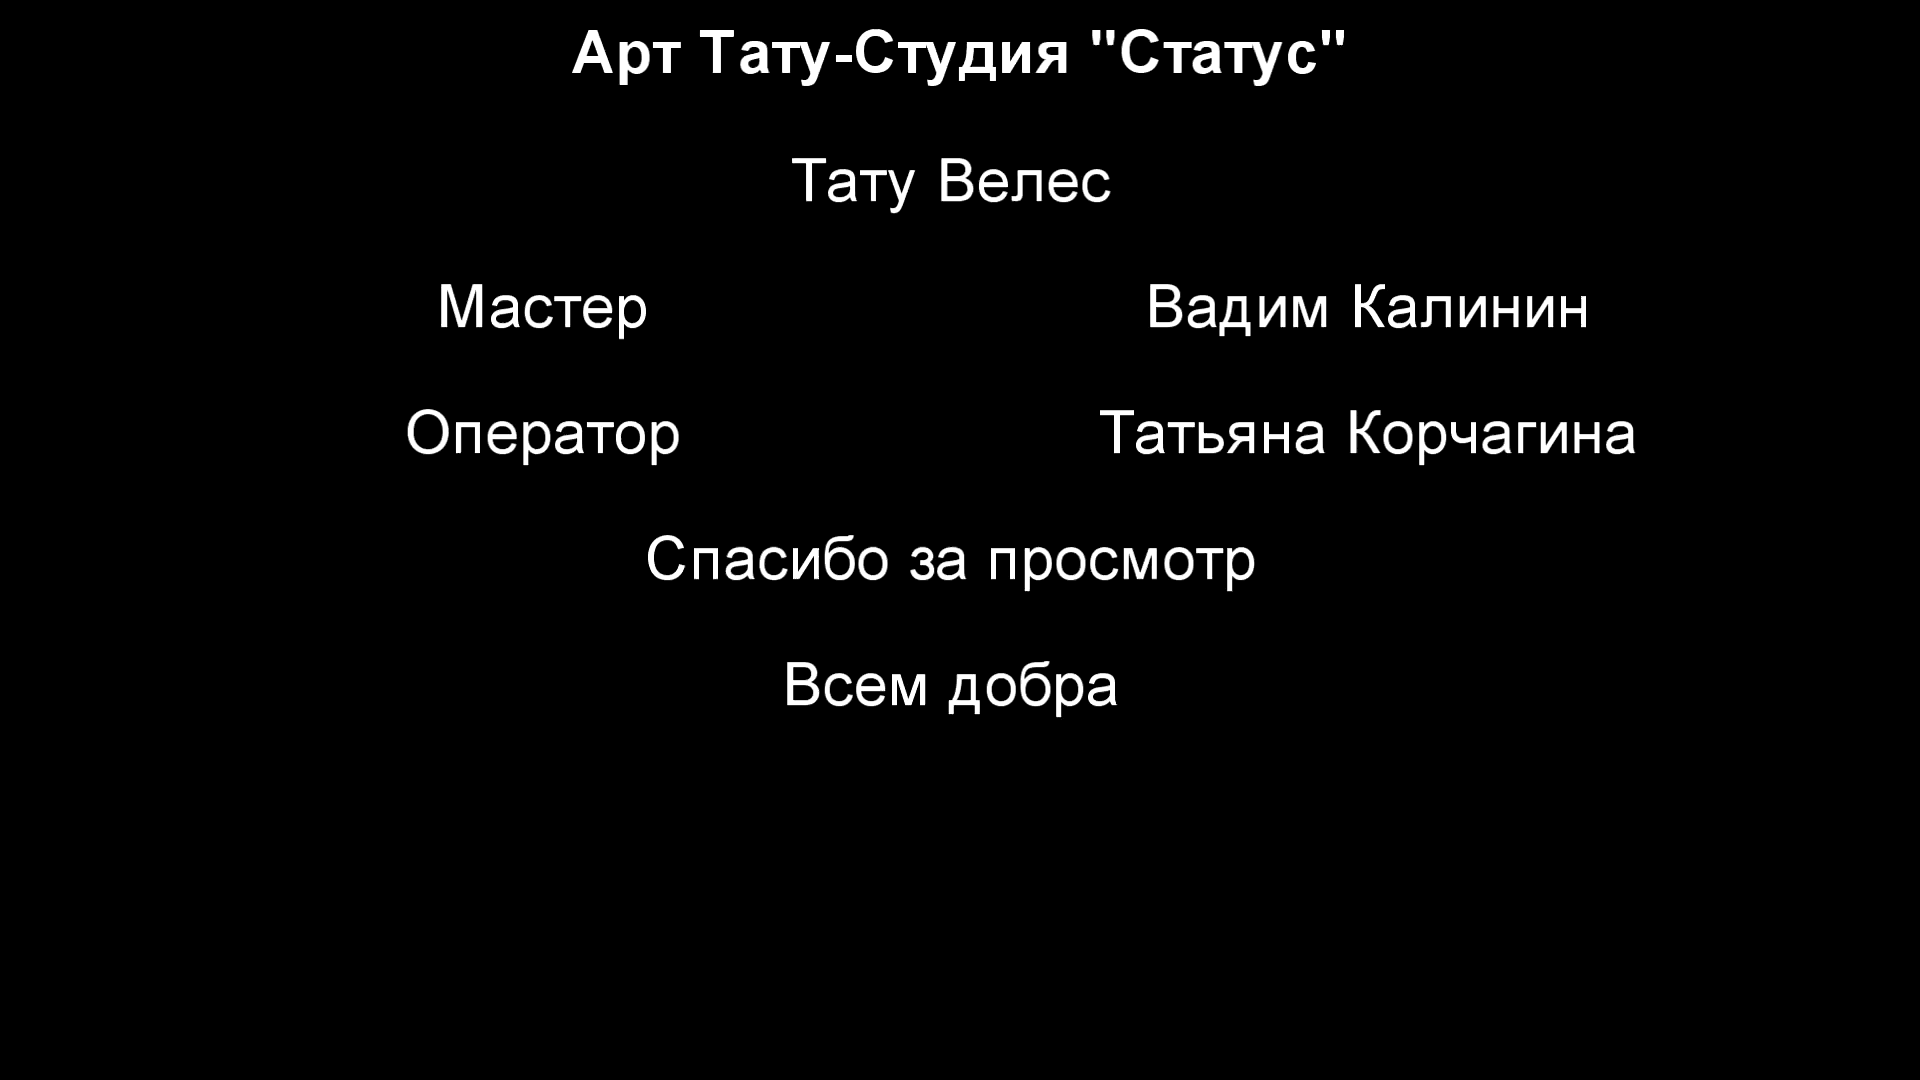 Арт Тату-Студия "Статус"
Тату Велес
Мастер Вадим Калинин
Оператор Татьяна Корчагина
Спасибо за просмотр
Всем добра